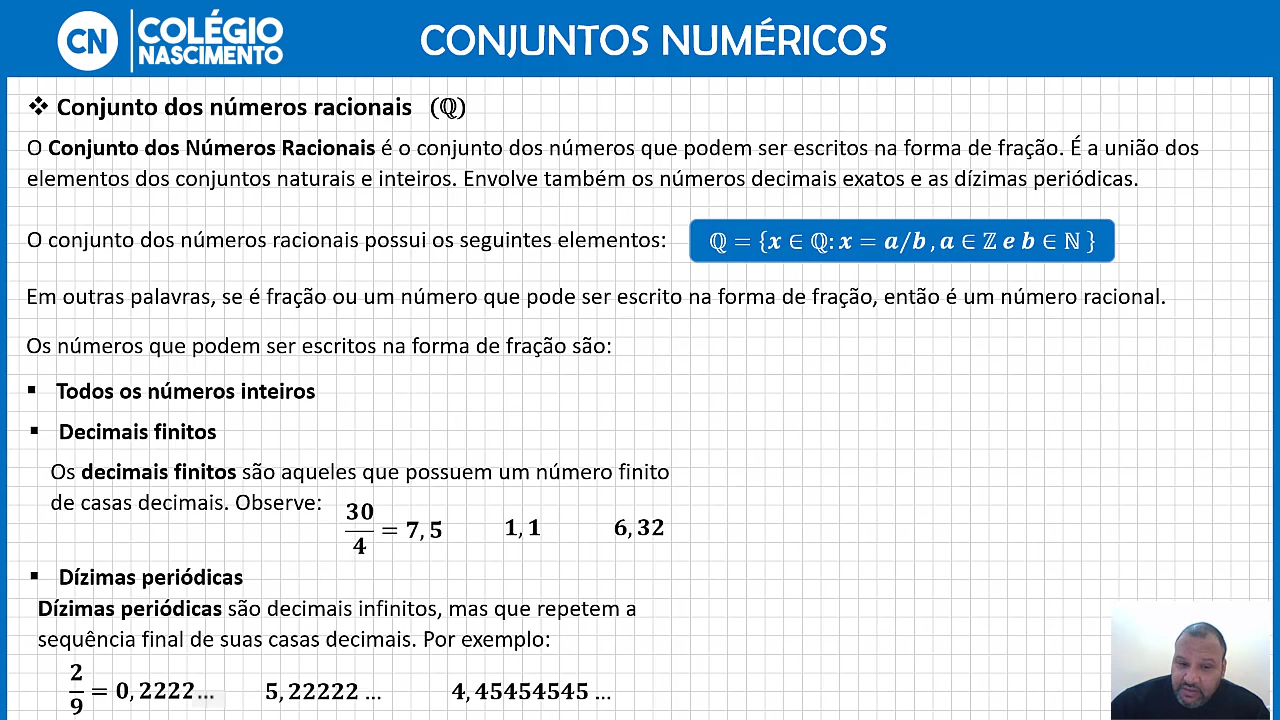 CN COLÉGIO NASCIMENTO
CONJUNTOS NUMÉRICOS
❖ Conjunto dos números racionais (ℚ)
O Conjunto dos Números Racionais é o conjunto dos números que podem ser escritos na forma de fração. É a união dos
elementos dos conjuntos naturais e inteiros. Envolve também os números decimais exatos e as dízimas periódicas.
O conjunto dos números racionais possui os seguintes elementos: ℚ = {x ∈ ℚ: x = a/b, a ∈ ℤ e b ∈ ℕ }
Em outras palavras, se é fração ou um número que pode ser escrito na forma de fração, então é um número racional.
Os números que podem ser escritos na forma de fração são:
▪ Todos os números inteiros
▪ Decimais finitos
Os decimais finitos são aqueles que possuem um número finito
de casas decimais. Observe:
30/4 = 7,5 1,1 6,32
▪ Dízimas periódicas
Dízimas periódicas são decimais infinitos, mas que repetem a
sequência final de suas casas decimais. Por exemplo:
2/9 = 0,2222... 5,22222 ... 4,45454545 ...